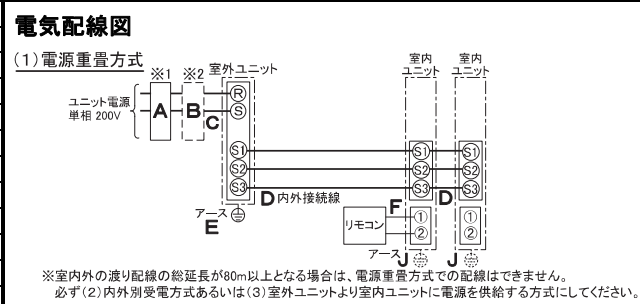 電気配線図
(1)電源重畳方式
※1 ※2 室外ユニット 室内ユニット 室内ユニット
ユニット電源
単相 200V
A B C
R
S
S1 S1 S1
S2 S2 S2
S3 S3 S3
D 内外接続線 F D
アース
E
リモコン
① ①
② ②
アース J J
※室内外の渡り配線の総延長が80m以上となる場合は、電源重畳方式での配線はできません。
必ず(2)内外別受電方式あるいは(3)室外ユニットより室内ユニットに電源を供給する方式にしてください。